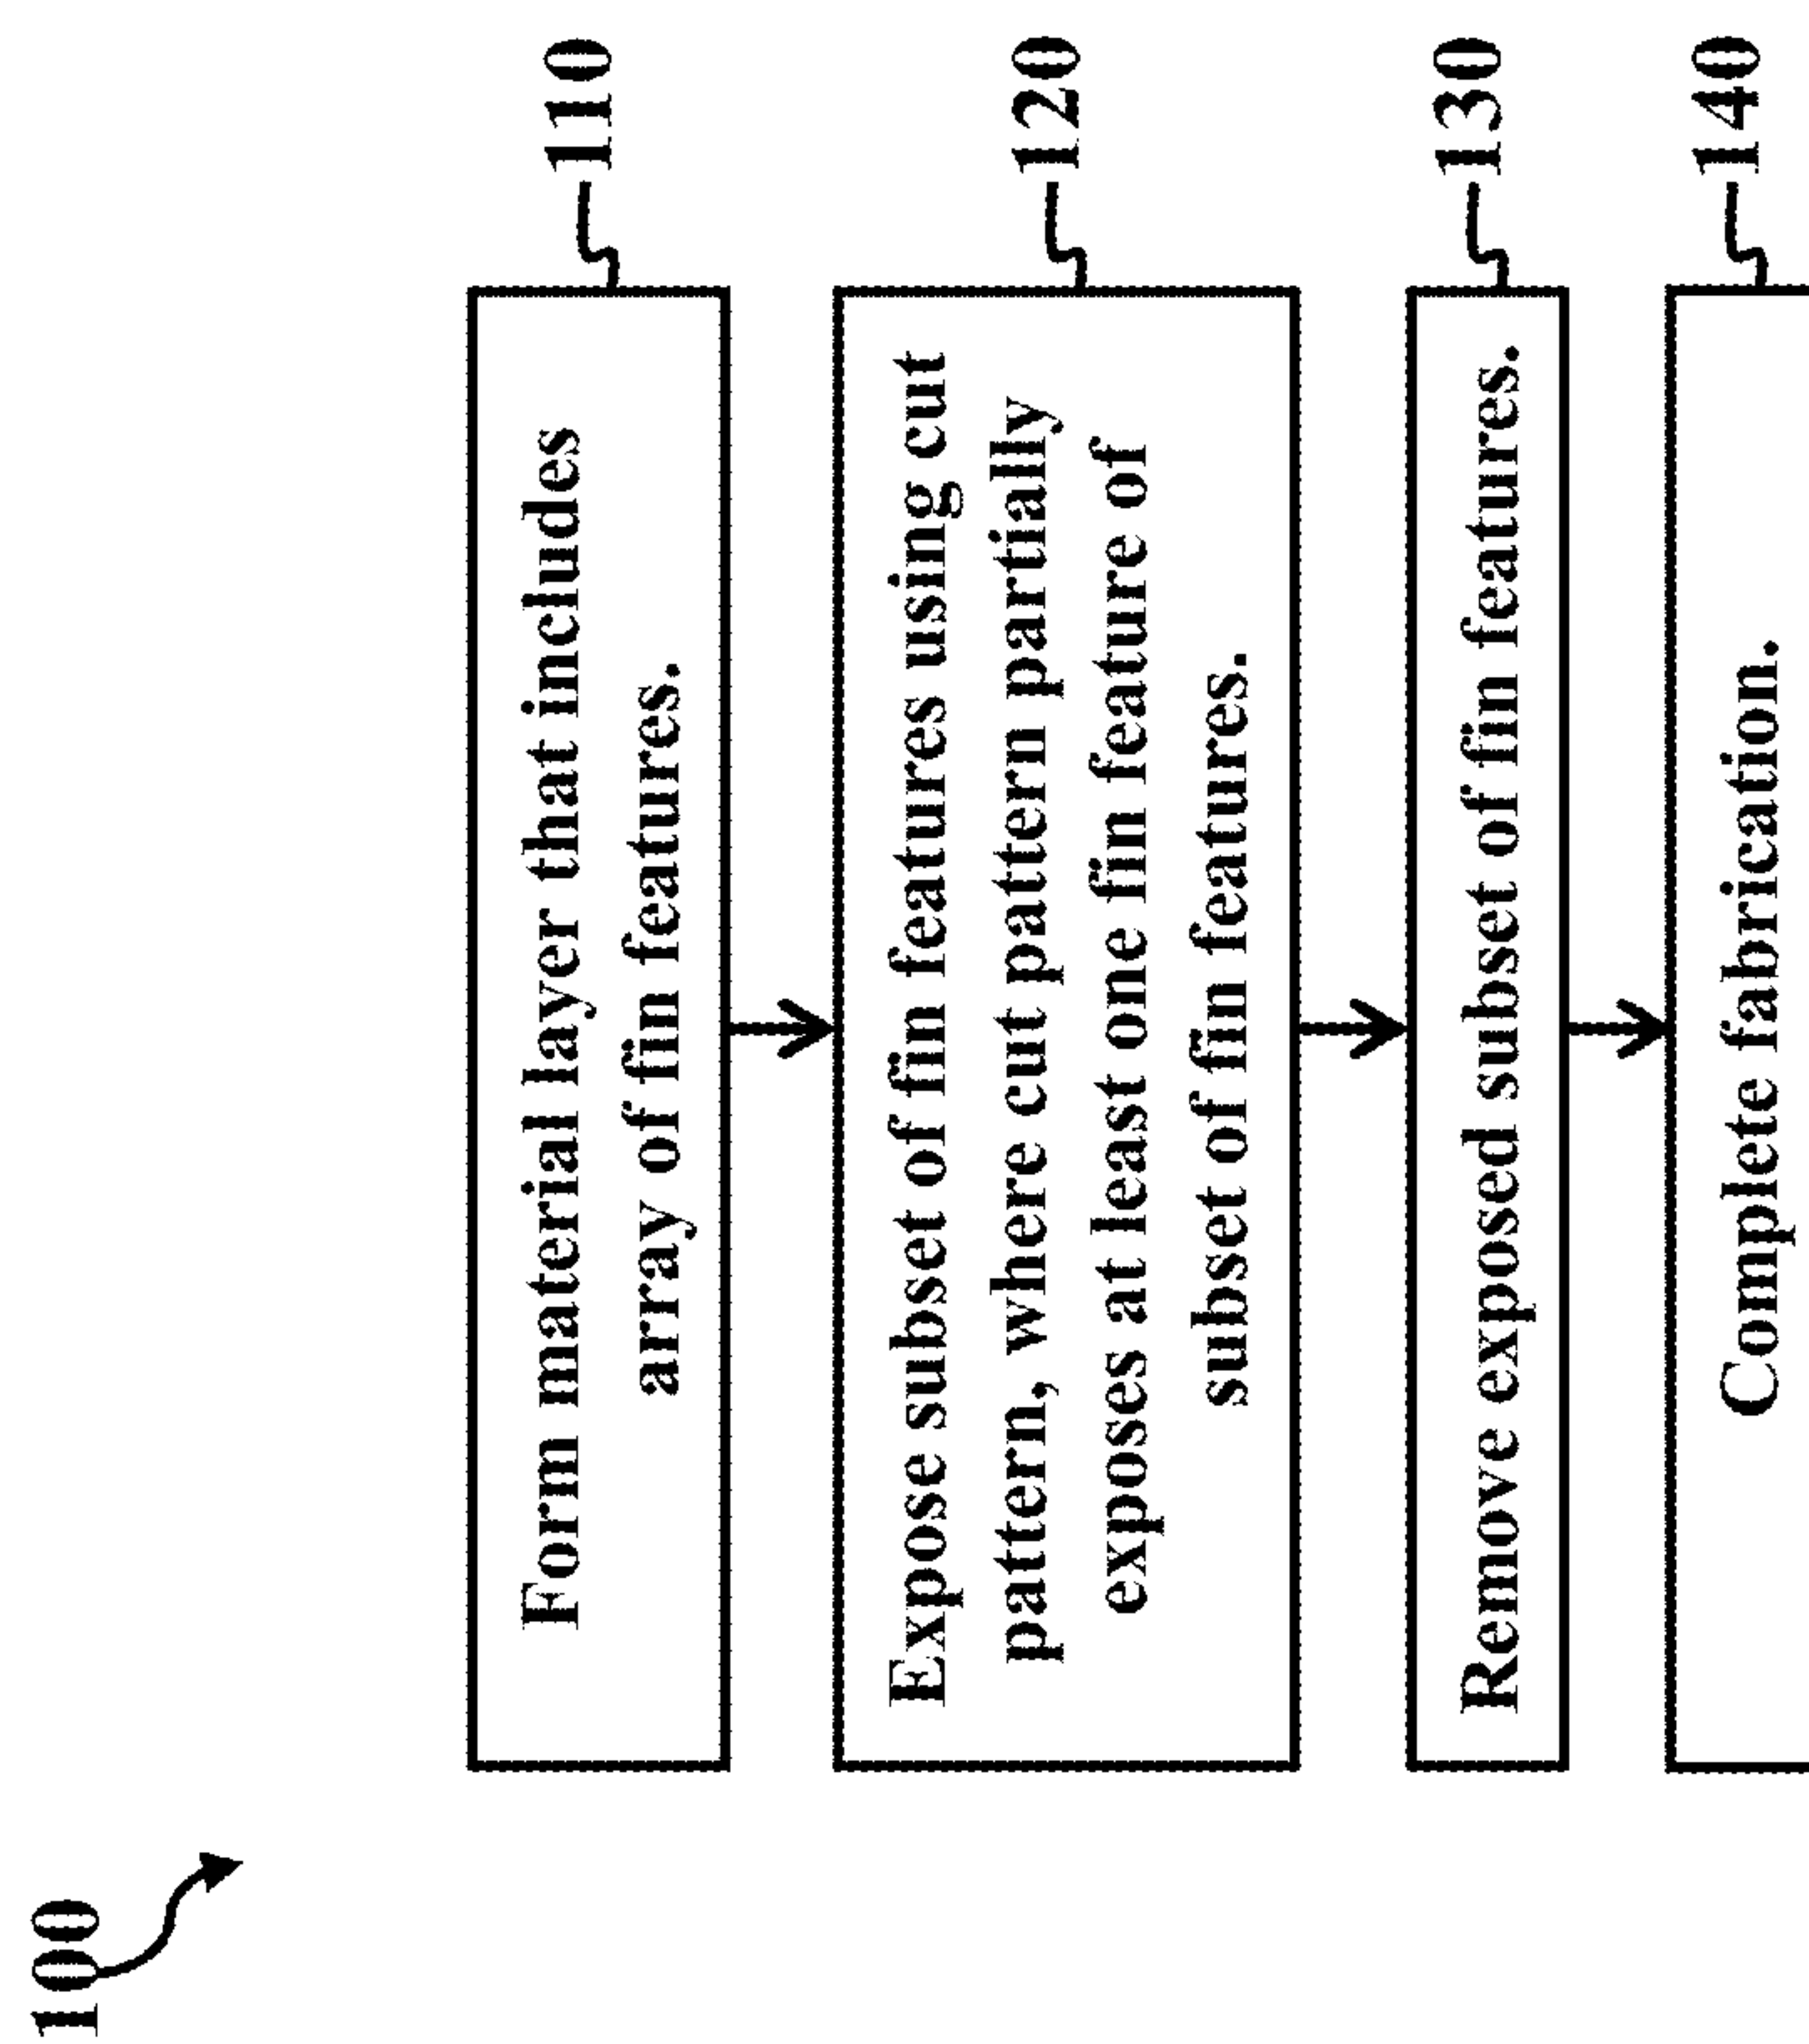 100
Form material layer that includes
array of fin features.
110
Expose subset of fin features using cut
pattern, where cut pattern partially
exposes at least one fin feature of
subset of fin features.
120
Remove exposed subset of fin features.
130
Complete fabrication.
140